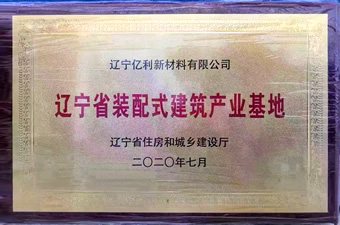 辽宁亿利新材料有限公司
辽宁省装配式建筑产业基地
辽宁省住房和城乡建设厅
二〇二〇年七月